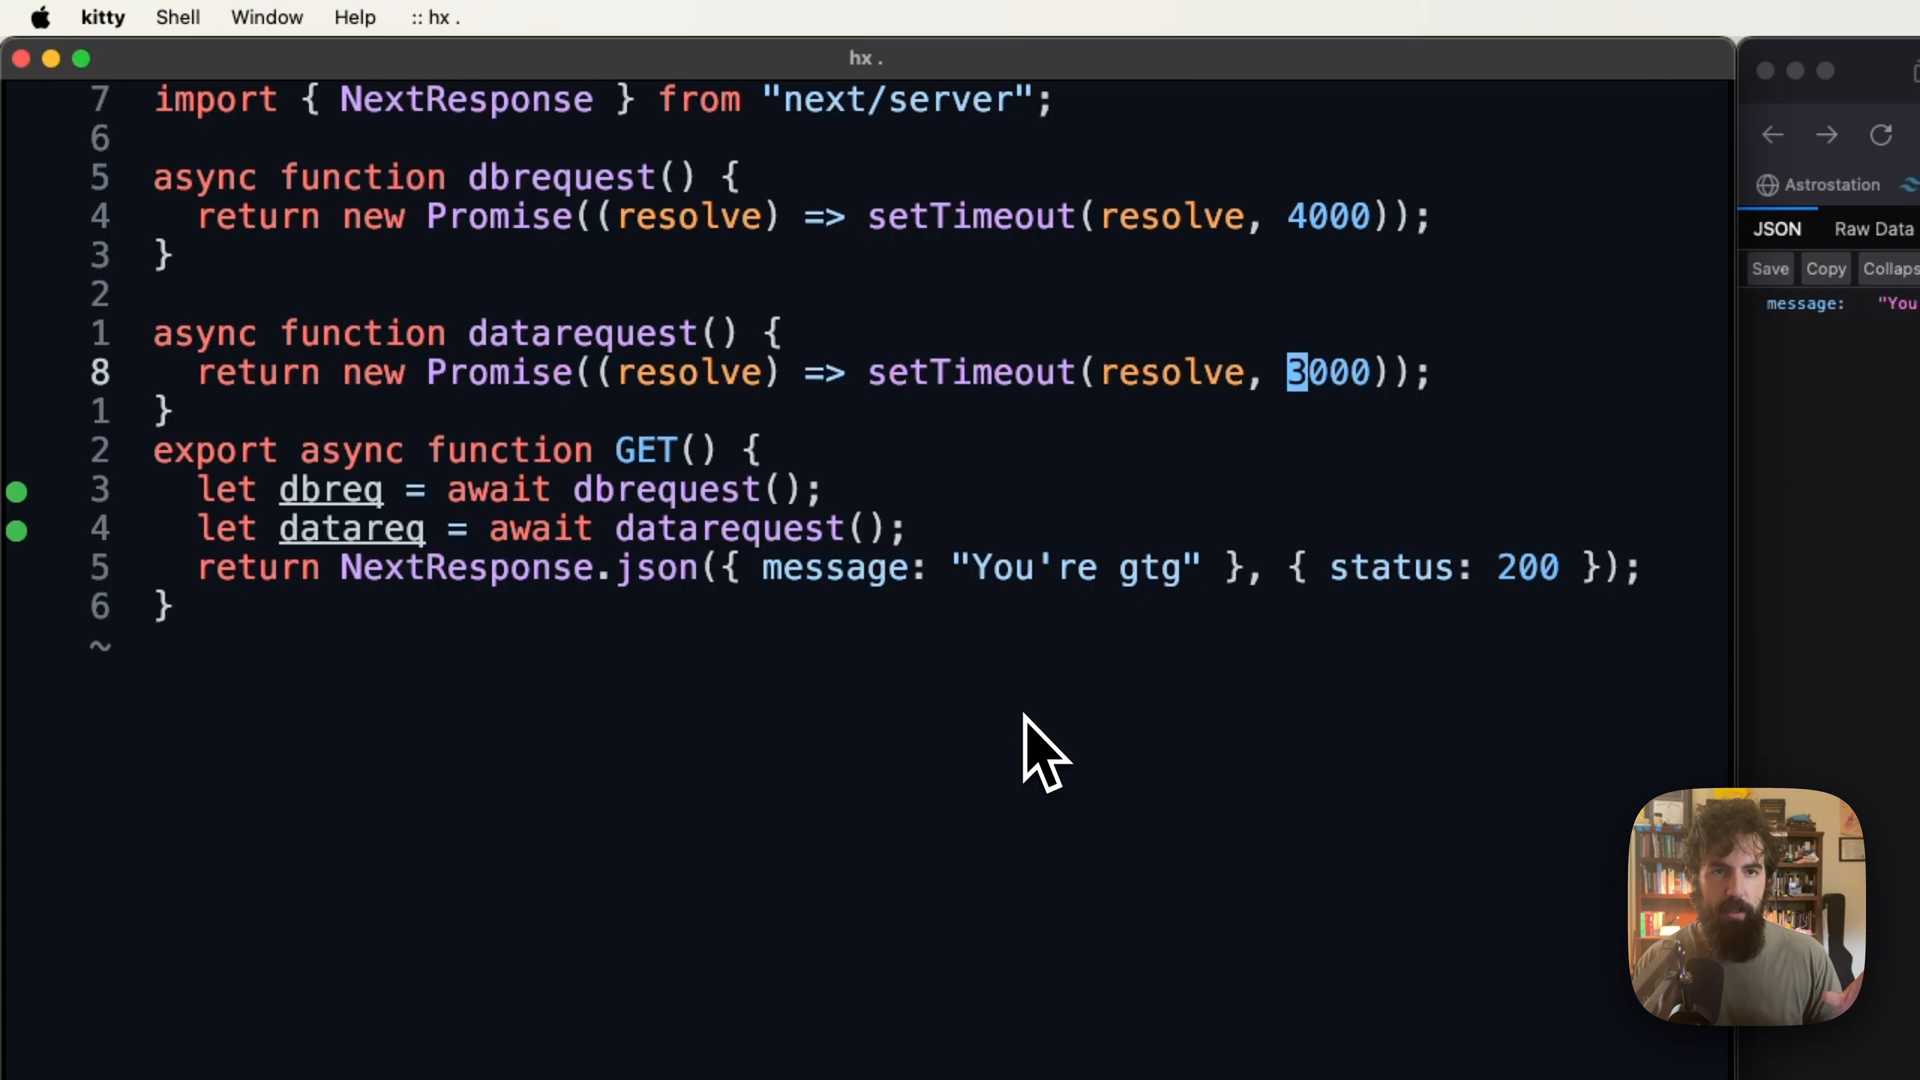 kitty Shell Window Help :: hx .
hx .
7 import { NextResponse } from "next/server";
6
5 async function dbrequest() {
4 return new Promise((resolve) => setTimeout(resolve, 4000));
3 }
2
1 async function datarequest() {
8 return new Promise((resolve) => setTimeout(resolve, 3000));
1 }
2 export async function GET() {
3 let dbreq = await dbrequest();
4 let datareq = await datarequest();
5 return NextResponse.json({ message: "You're gtg" }, { status: 200 });
6 }
~
Astrostation
JSON Raw Data
Save Copy Collaps
message: "You